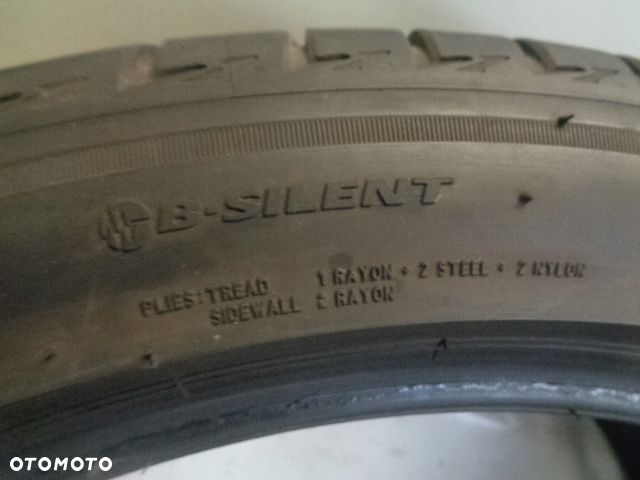 B-SILENT
PLIES: TREAD 1 RAYON + 2 STEEL + 2 NYLON
SIDEWALL 2 RAYON
OTOMOTO